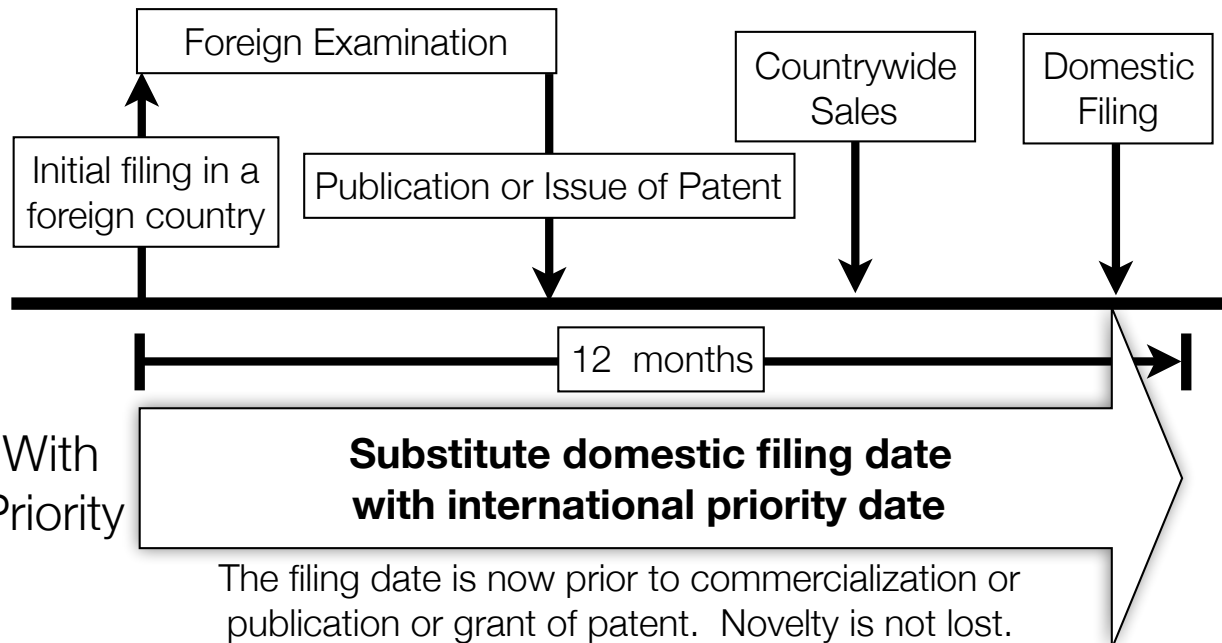 Foreign Examination
Countrywide
Sales
Domestic
Filing
Initial filing in a
foreign country
Publication or Issue of Patent
12 months
With
Priority
Substitute domestic filing date
with international priority date
The filing date is now prior to commercialization or
publication or grant of patent. Novelty is not lost.